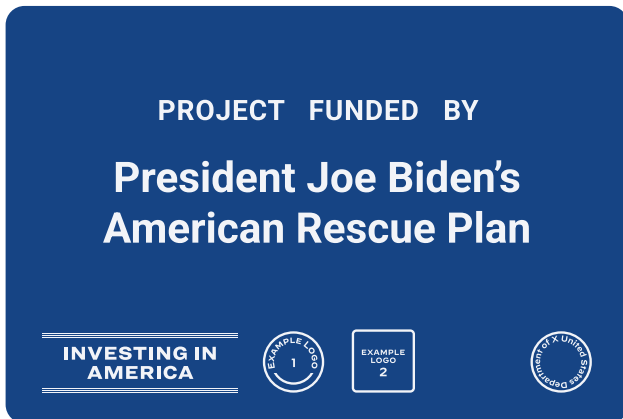 PROJECT FUNDED BY
President Joe Biden’s
American Rescue Plan
INVESTING IN
AMERICA
EXAMPLE LOGO
1
EXAMPLE
LOGO
2
Department of X United States